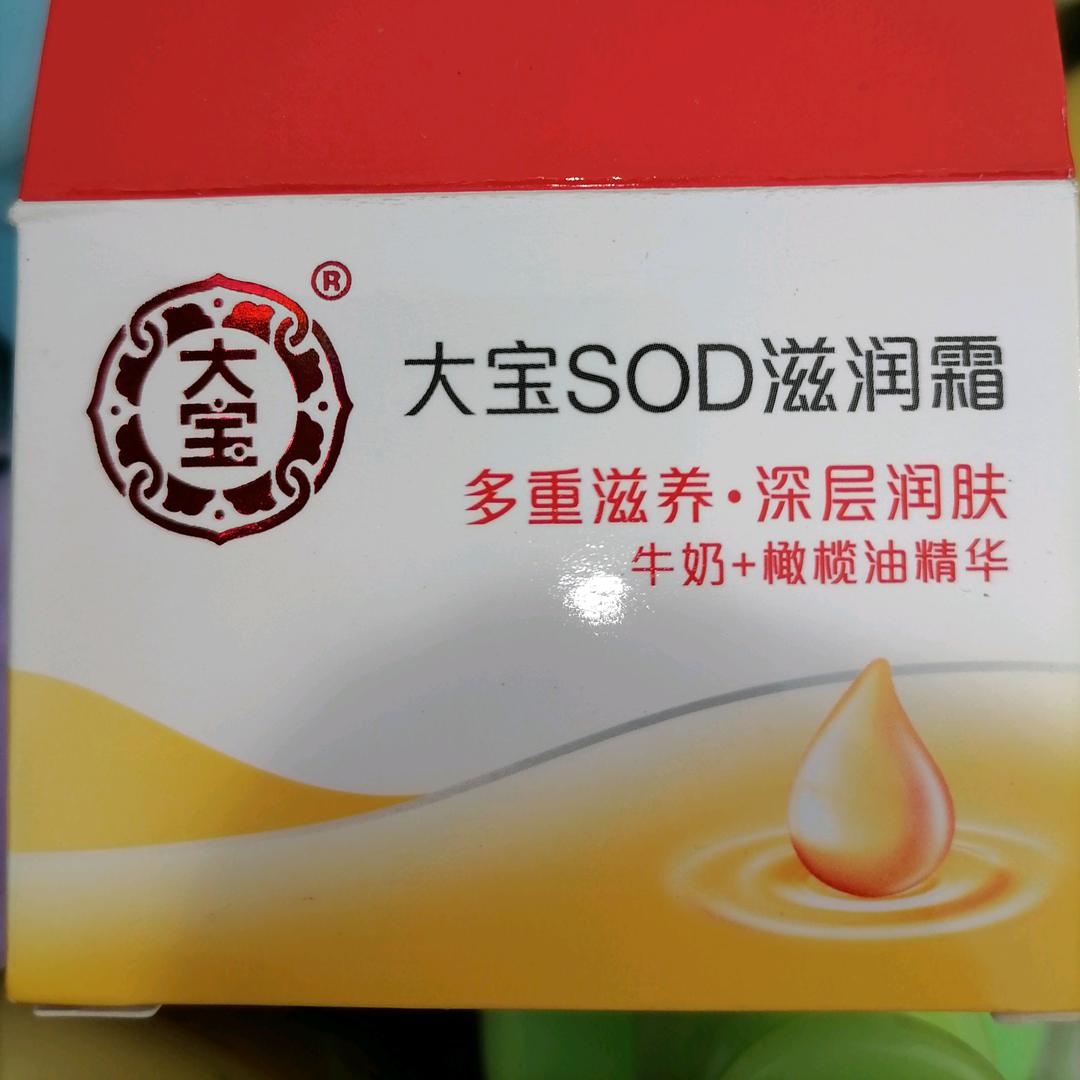 ®
大宝
大宝SOD滋润霜
多重滋养·深层润肤
牛奶+橄榄油精华